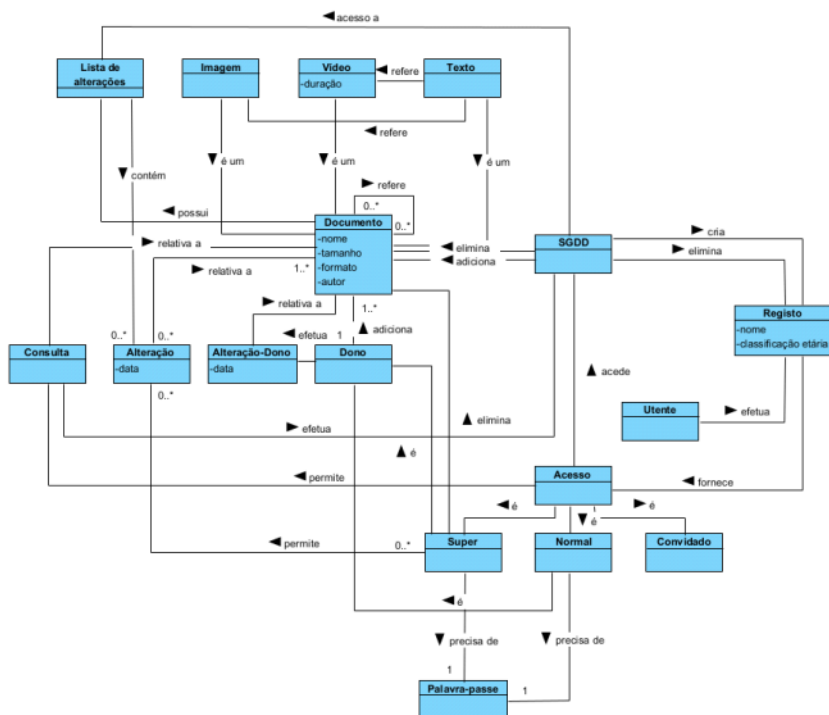 acesso a
Lista de
alterações
Imagem
Vídeo
-duração
Texto
refere
refere
contém
é um
é um
é um
refere
0..*
0..*
possui
Documento
-nome
-tamanho
-formato
-autor
SGDD
cria
elimina
relativa a
elimina
adiciona
relativa a
1..*
relativa a
1..*
Registo
-nome
-classificação etária
efetua
1
adiciona
0..*
0..*
Consulta
Alteração
-data
Alteração-Dono
-data
Dono
acede
0..*
Utente
efetua
elimina
efetua
é
Acesso
permite
fornece
é
é
é
Super
Normal
Convidado
permite
0..*
é
precisa de
precisa de
1
1
Palavra-passe